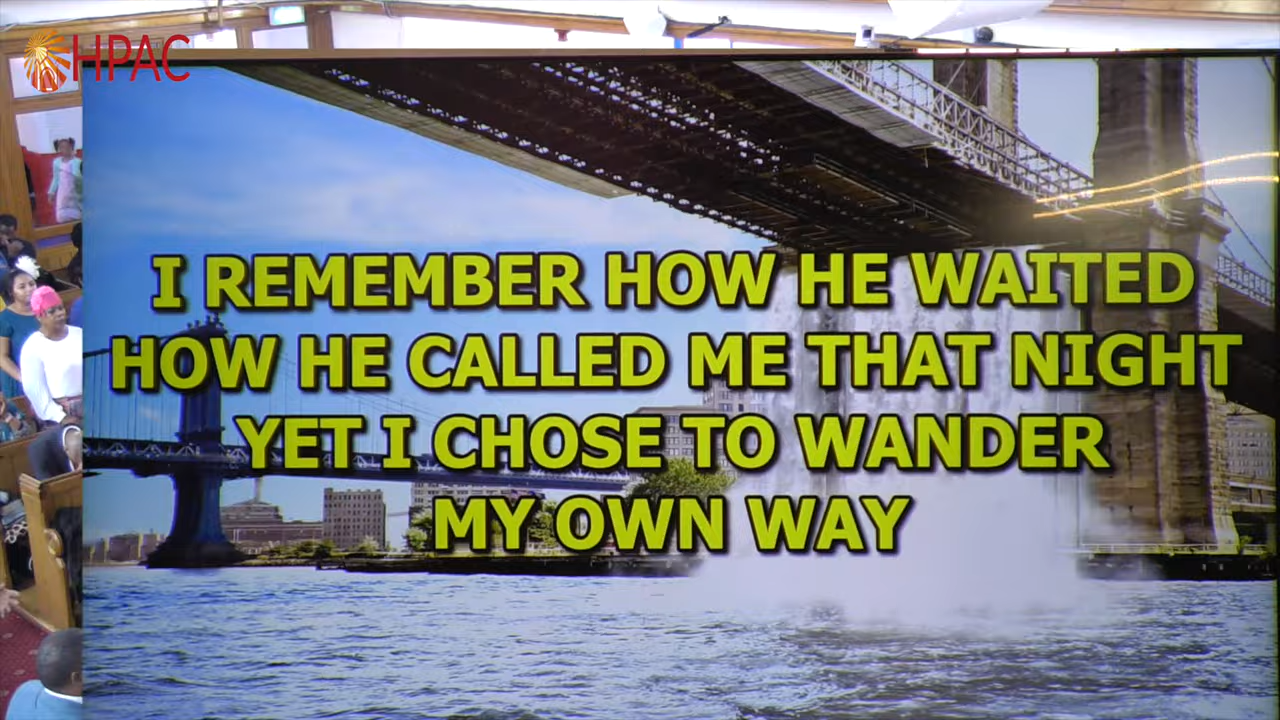 HPAC
I REMEMBER HOW HE WAITED
HOW HE CALLED ME THAT NIGHT
YET I CHOSE TO WANDER
MY OWN WAY